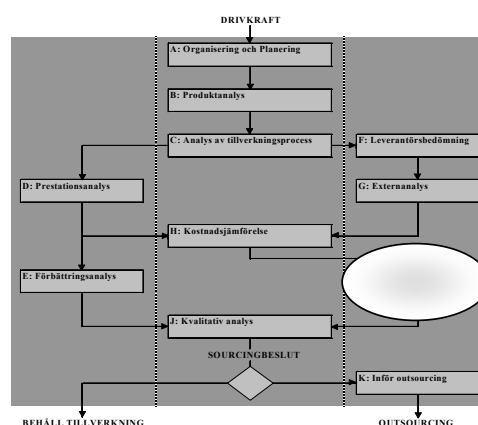 DRIVKRAFT
A: Organisering och Planering
B: Produktanalys
C: Analys av tillverkningsprocess
F: Leverantörsbedömning
D: Prestationsanalys
G: Externanalys
H: Kostnadsjämförelse
E: Förbättringsanalys
J: Kvalitativ analys
SOURCINGBESLUT
K: Inför outsourcing
BEHÅLL TILLVERKNING
OUTSOURCING